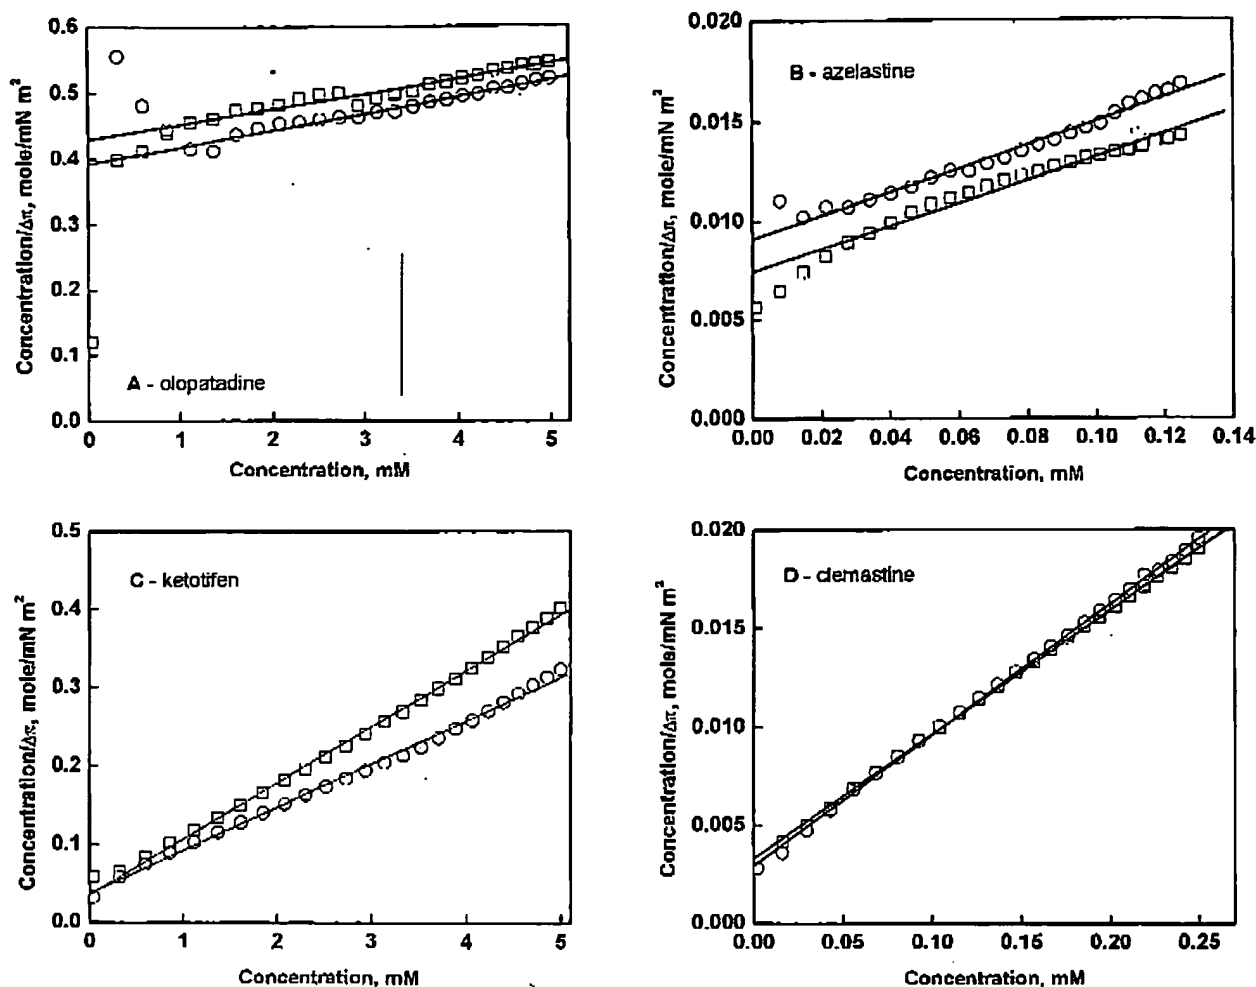 0.6
0.5
0.4
0.3
0.2
0.1
0.0
Concentration/Δπ, mole/mN m²
A - olopatadine
0 1 2 3 4 5
Concentration, mM
0.020
0.015
0.010
0.005
0.000
Concentration/Δπ, mole/mN m²
B - azelastine
0.00 0.02 0.04 0.06 0.08 0.10 0.12 0.14
Concentration, mM
0.5
0.4
0.3
0.2
0.1
0.0
Concentration/Δπ, mole/mN m²
C - ketotifen
0 1 2 3 4 5
Concentration, mM
0.020
0.015
0.010
0.005
0.000
Concentration/Δπ, mole/mN m²
D - clemastine
0.00 0.05 0.10 0.15 0.20 0.25
Concentration, mM